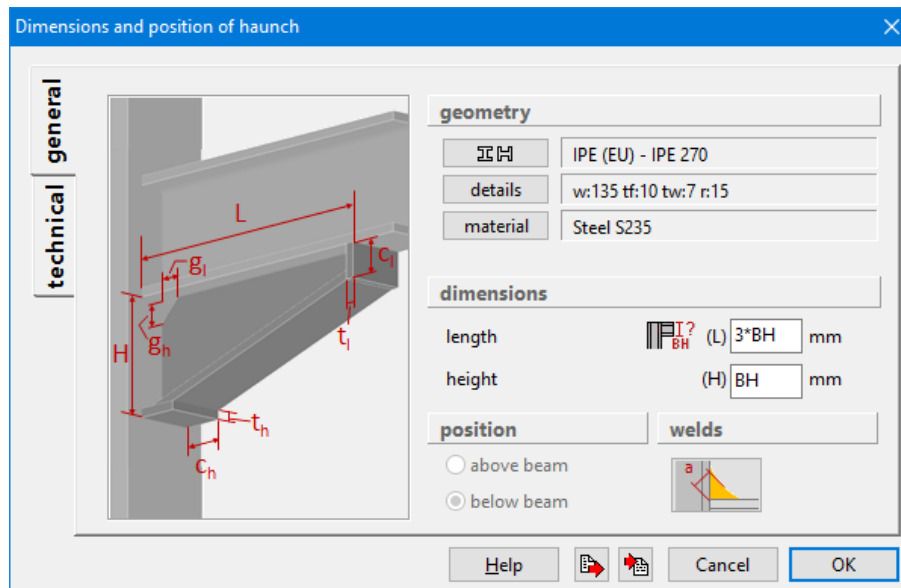 Dimensions and position of haunch
general
technical
L
gl
cl
tl
gh
H
th
ch
geometry
IPE (EU) - IPE 270
details
w:135 tf:10 tw:7 r:15
material
Steel S235
dimensions
length
I?
BH
(L)
3*BH
mm
height
(H)
BH
mm
position
welds
above beam
below beam
a
Help
Cancel
OK